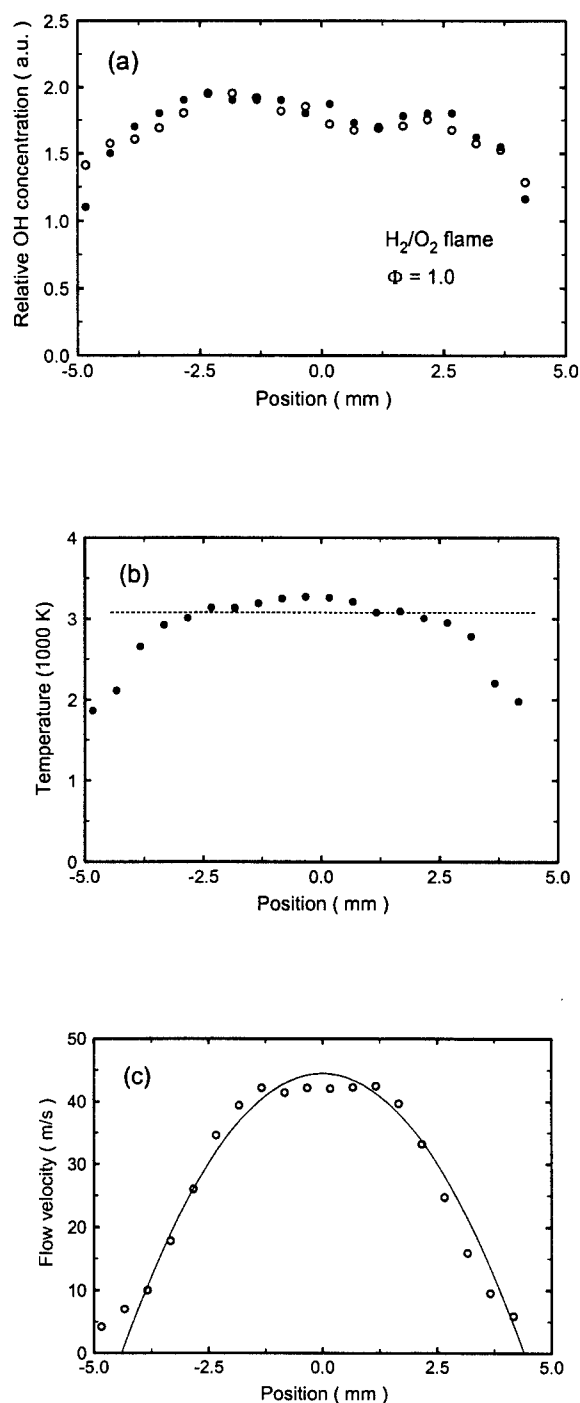 (a)
Relative OH concentration ( a.u. )
2.5
2.0
1.5
1.0
0.5
0.0
H₂/O₂ flame
Φ = 1.0
-5.0 -2.5 0.0 2.5 5.0
Position ( mm )
(b)
Temperature (1000 K)
4
3
2
1
0
-5.0 -2.5 0.0 2.5 5.0
Position ( mm )
(c)
Flow velocity ( m/s )
50
40
30
20
10
0
-5.0 -2.5 0.0 2.5 5.0
Position ( mm )